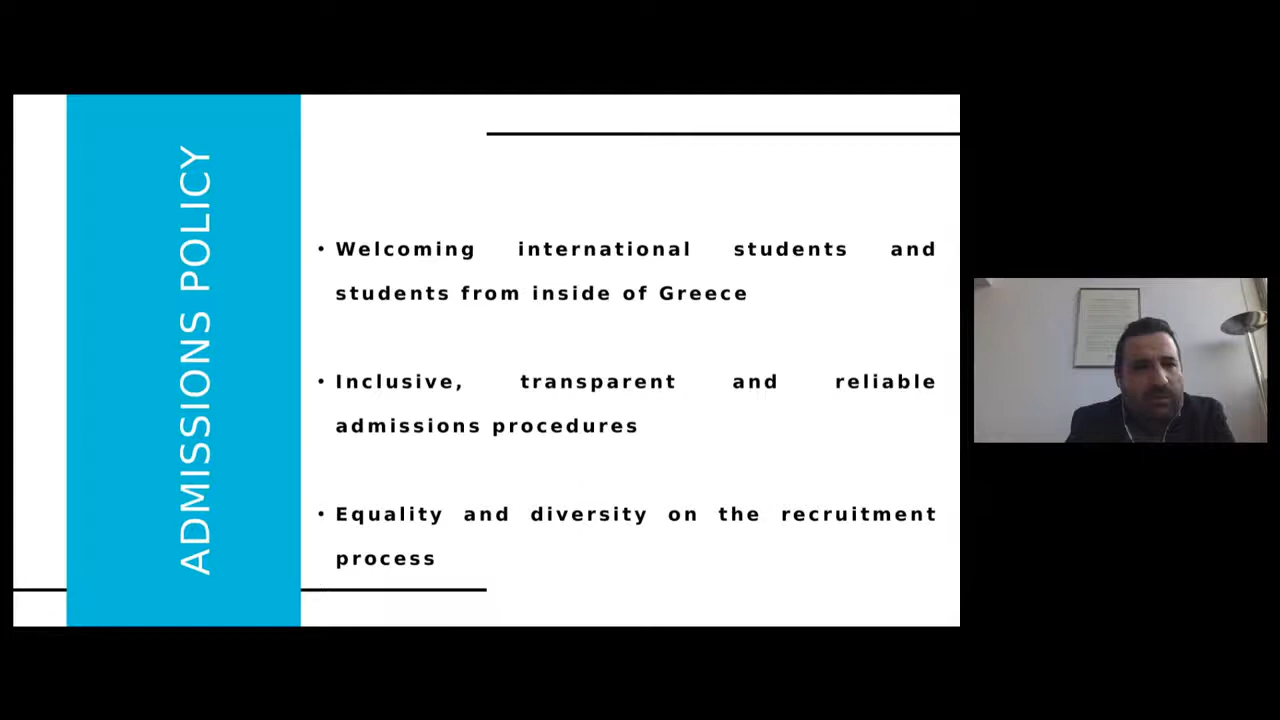 ADMISSIONS POLICY
• Welcoming international students and
students from inside of Greece
• Inclusive, transparent and reliable
admissions procedures
• Equality and diversity on the recruitment
process